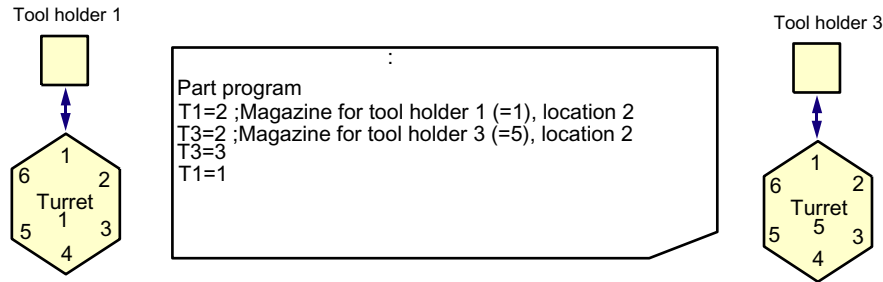 Tool holder 1
Tool holder 3
:
Part program
T1=2 ;Magazine for tool holder 1 (=1), location 2
T3=2 ;Magazine for tool holder 3 (=5), location 2
T3=3
T1=1
1
6
2
Turret
1
5
3
4
1
6
2
Turret
5
5
3
4